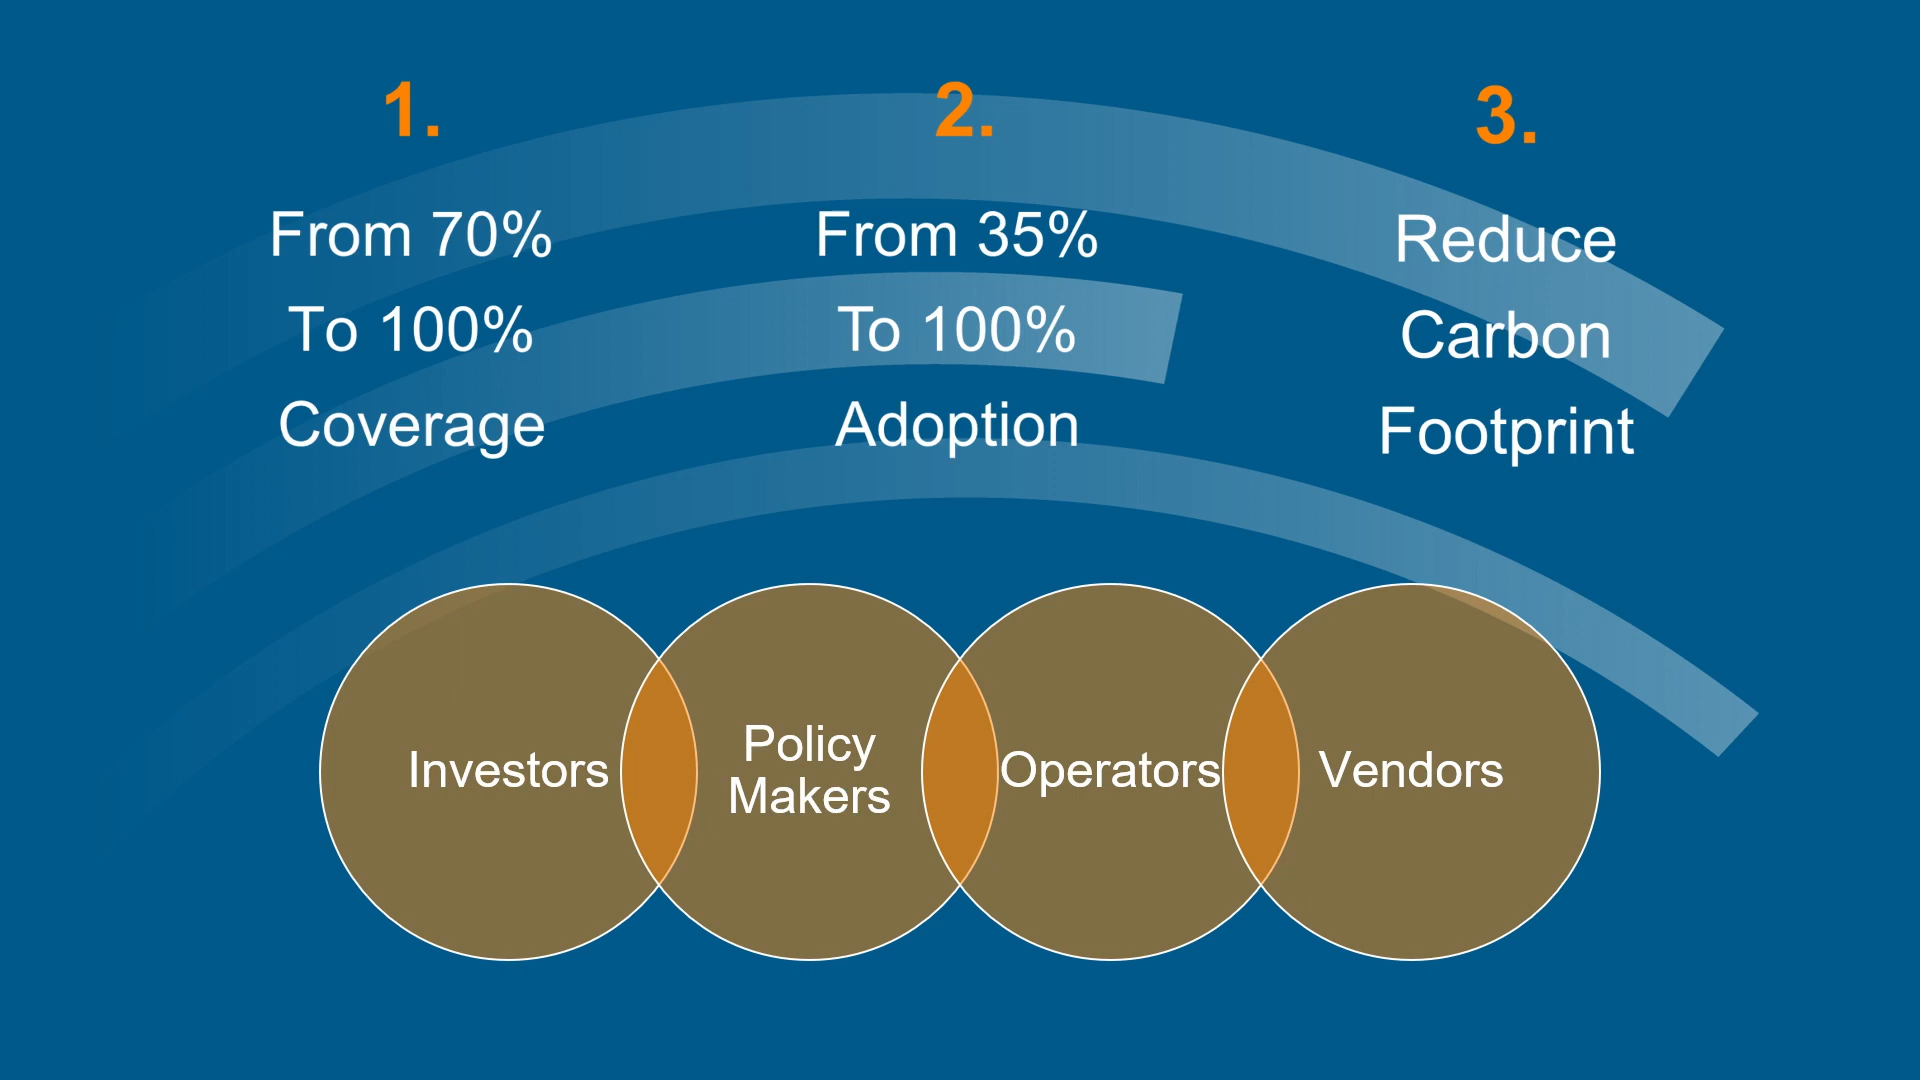 1.
From 70%
To 100%
Coverage
2.
From 35%
To 100%
Adoption
3.
Reduce
Carbon
Footprint
Investors
Policy
Makers
Operators
Vendors